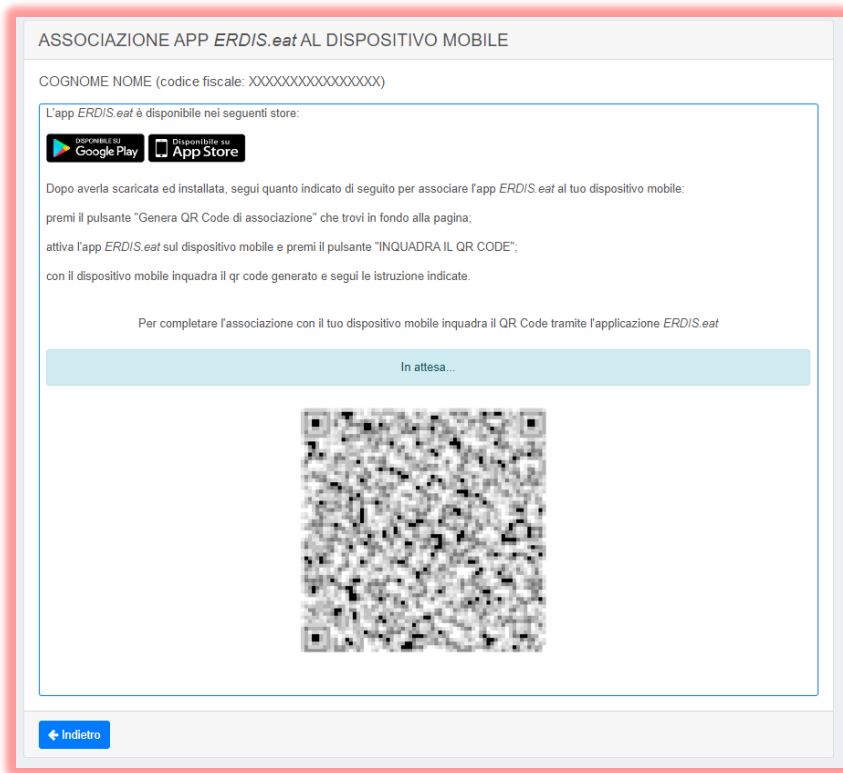 ASSOCIAZIONE APP ERDIS.eat AL DISPOSITIVO MOBILE
COGNOME NOME (codice fiscale: XXXXXXXXXXXXXXXX)
L'app ERDIS.eat è disponibile nei seguenti store:
DISPONIBILE SU
Google Play
Disponibile su
App Store
Dopo averla scaricata ed installata, segui quanto indicato di seguito per associare l'app ERDIS.eat al tuo dispositivo mobile:
premi il pulsante "Genera QR Code di associazione" che trovi in fondo alla pagina;
attiva l'app ERDIS.eat sul dispositivo mobile e premi il pulsante "INQUADRA IL QR CODE";
con il dispositivo mobile inquadra il qr code generato e segui le istruzione indicate.
Per completare l'associazione con il tuo dispositivo mobile inquadra il QR Code tramite l'applicazione ERDIS.eat
In attesa...
Indietro